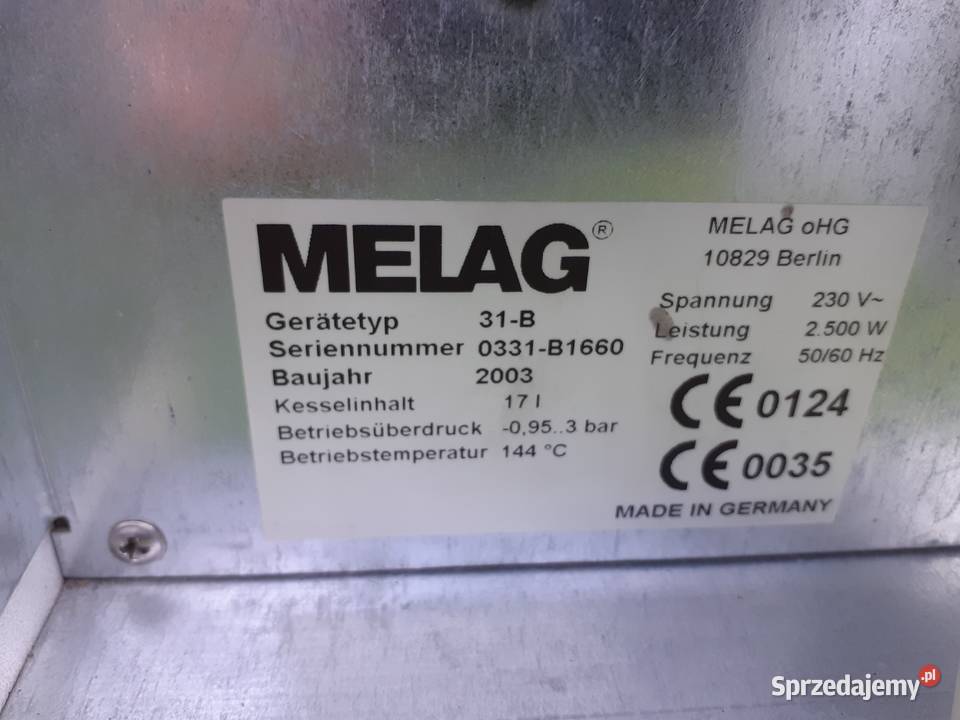 MELAG®
Gerätetyp 31-B
Seriennummer 0331-B1660
Baujahr 2003
Kesselinhalt 17 l
Betriebsüberdruck -0,95..3 bar
Betriebstemperatur 144 °C
MELAG oHG
10829 Berlin
Spannung 230 V~
Leistung 2.500 W
Frequenz 50/60 Hz
CE 0124
CE 0035
MADE IN GERMANY
Sprzedajemy.pl